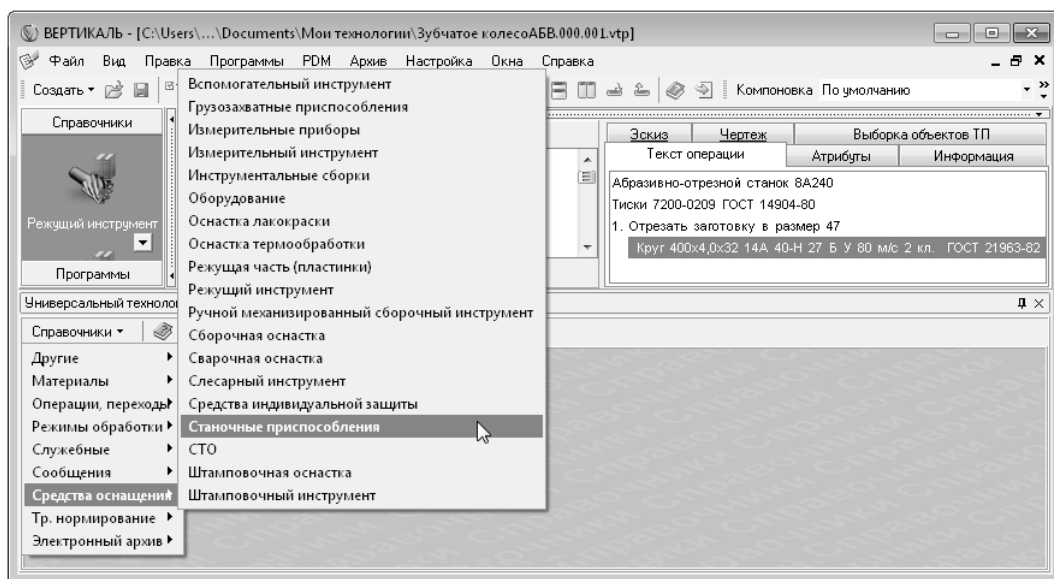 ВЕРТИКАЛЬ - [C:\Users\...\Documents\Мои технологии\Зубчатое колесоАБВ.000.001.vtp]
Файл Вид Правка Программы PDM Архив Настройка Окна Справка
Создать
Компоновка По умолчанию
Справочники
Режущий инструмент
Программы
Эскиз Чертеж Выборка объектов ТП
Текст операции Атрибуты Информация
Абразивно-отрезной станок 8А240
Тиски 7200-0209 ГОСТ 14904-80
1. Отрезать заготовку в размер 47
Круг 400х4,0х32 14А 40-Н 27 Б У 80 м/с 2 кл. ГОСТ 21963-82
Универсальный техноло
Справочники
Другие
Материалы
Операции, переходы
Режимы обработки
Служебные
Сообщения
Средства оснащения
Тр. нормирование
Электронный архив
Вспомогательный инструмент
Грузозахватные приспособления
Измерительные приборы
Измерительный инструмент
Инструментальные сборки
Оборудование
Оснастка лакокраски
Оснастка термообработки
Режущая часть (пластинки)
Режущий инструмент
Ручной механизированный сборочный инструмент
Сборочная оснастка
Сварочная оснастка
Слесарный инструмент
Средства индивидуальной защиты
Станочные приспособления
СТО
Штамповочная оснастка
Штамповочный инструмент